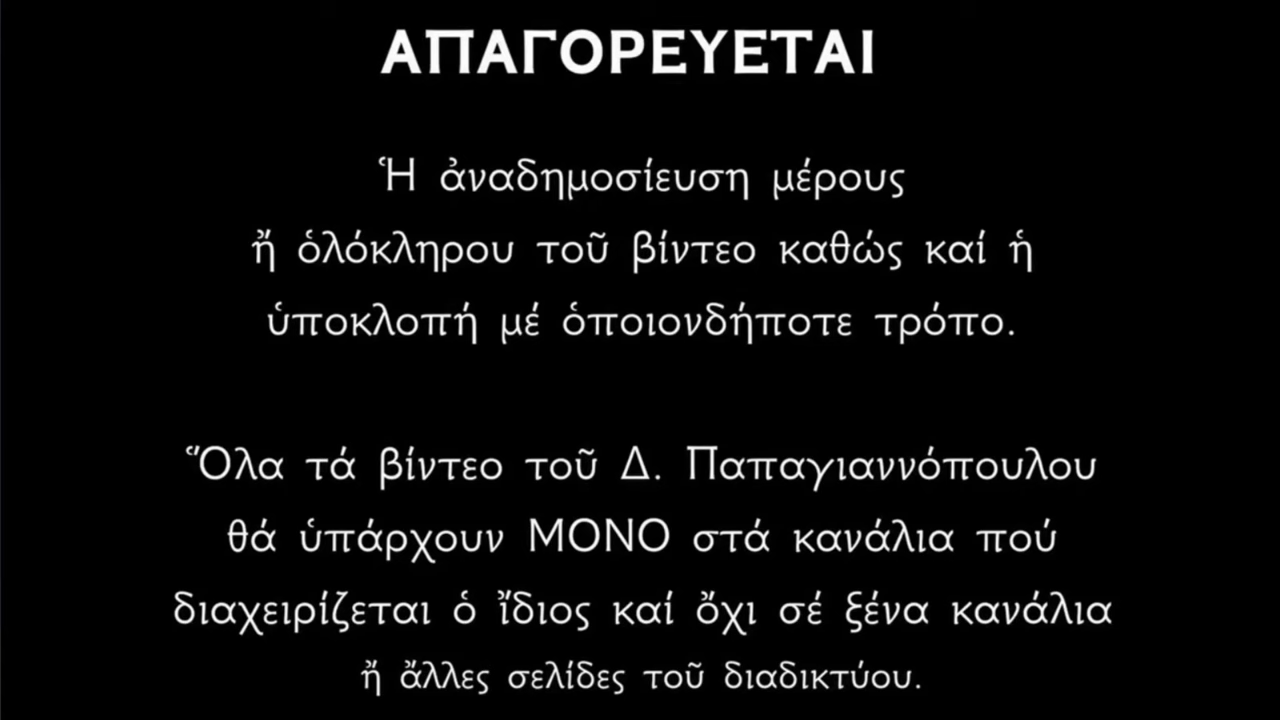 ΑΠΑΓΟΡΕΥΕΤΑΙ
Ἡ ἀναδημοσίευση μέρους
ἤ ὁλόκληρου τοῦ βίντεο καθώς καί ἡ
ὑποκλοπή μέ ὁποιονδήποτε τρόπο.
Ὅλα τά βίντεο τοῦ Δ. Παπαγιαννόπουλου
θά ὑπάρχουν ΜΟΝΟ στά κανάλια πού
διαχειρίζεται ὁ ἴδιος καί ὄχι σέ ξένα κανάλια
ἤ ἄλλες σελίδες τοῦ διαδικτύου.